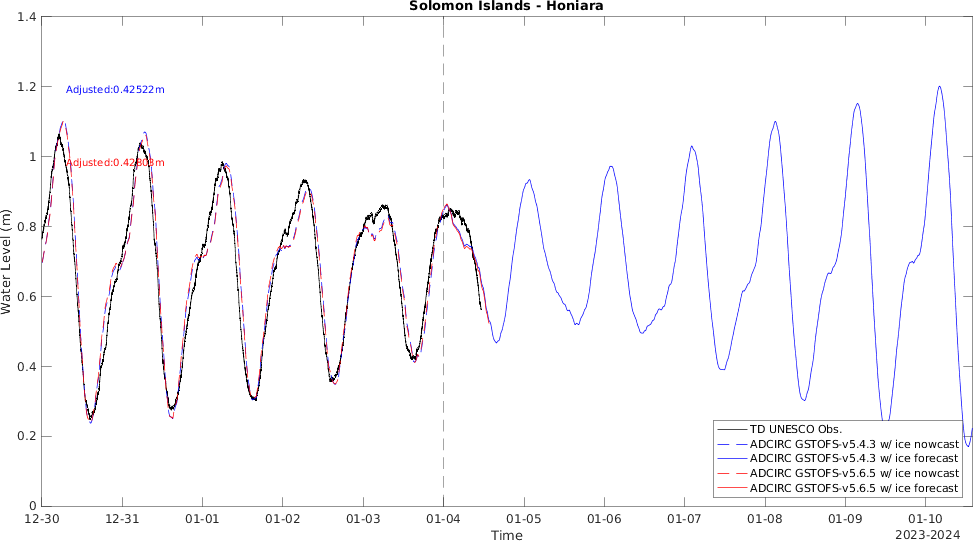 Solomon Islands - Honiara
Water Level (m)
1.4
1.2
1
0.8
0.6
0.4
0.2
0
Adjusted:0.42522m
TD UNESCO Obs.
ADCIRC GSTOFS-v5.4.3 w/ ice nowcast
ADCIRC GSTOFS-v5.4.3 w/ ice forecast
ADCIRC GSTOFS-v5.6.5 w/ ice nowcast
ADCIRC GSTOFS-v5.6.5 w/ ice forecast
12-30 12-31 01-01 01-02 01-03 01-04 01-05 01-06 01-07 01-08 01-09 01-10
Time
2023-2024